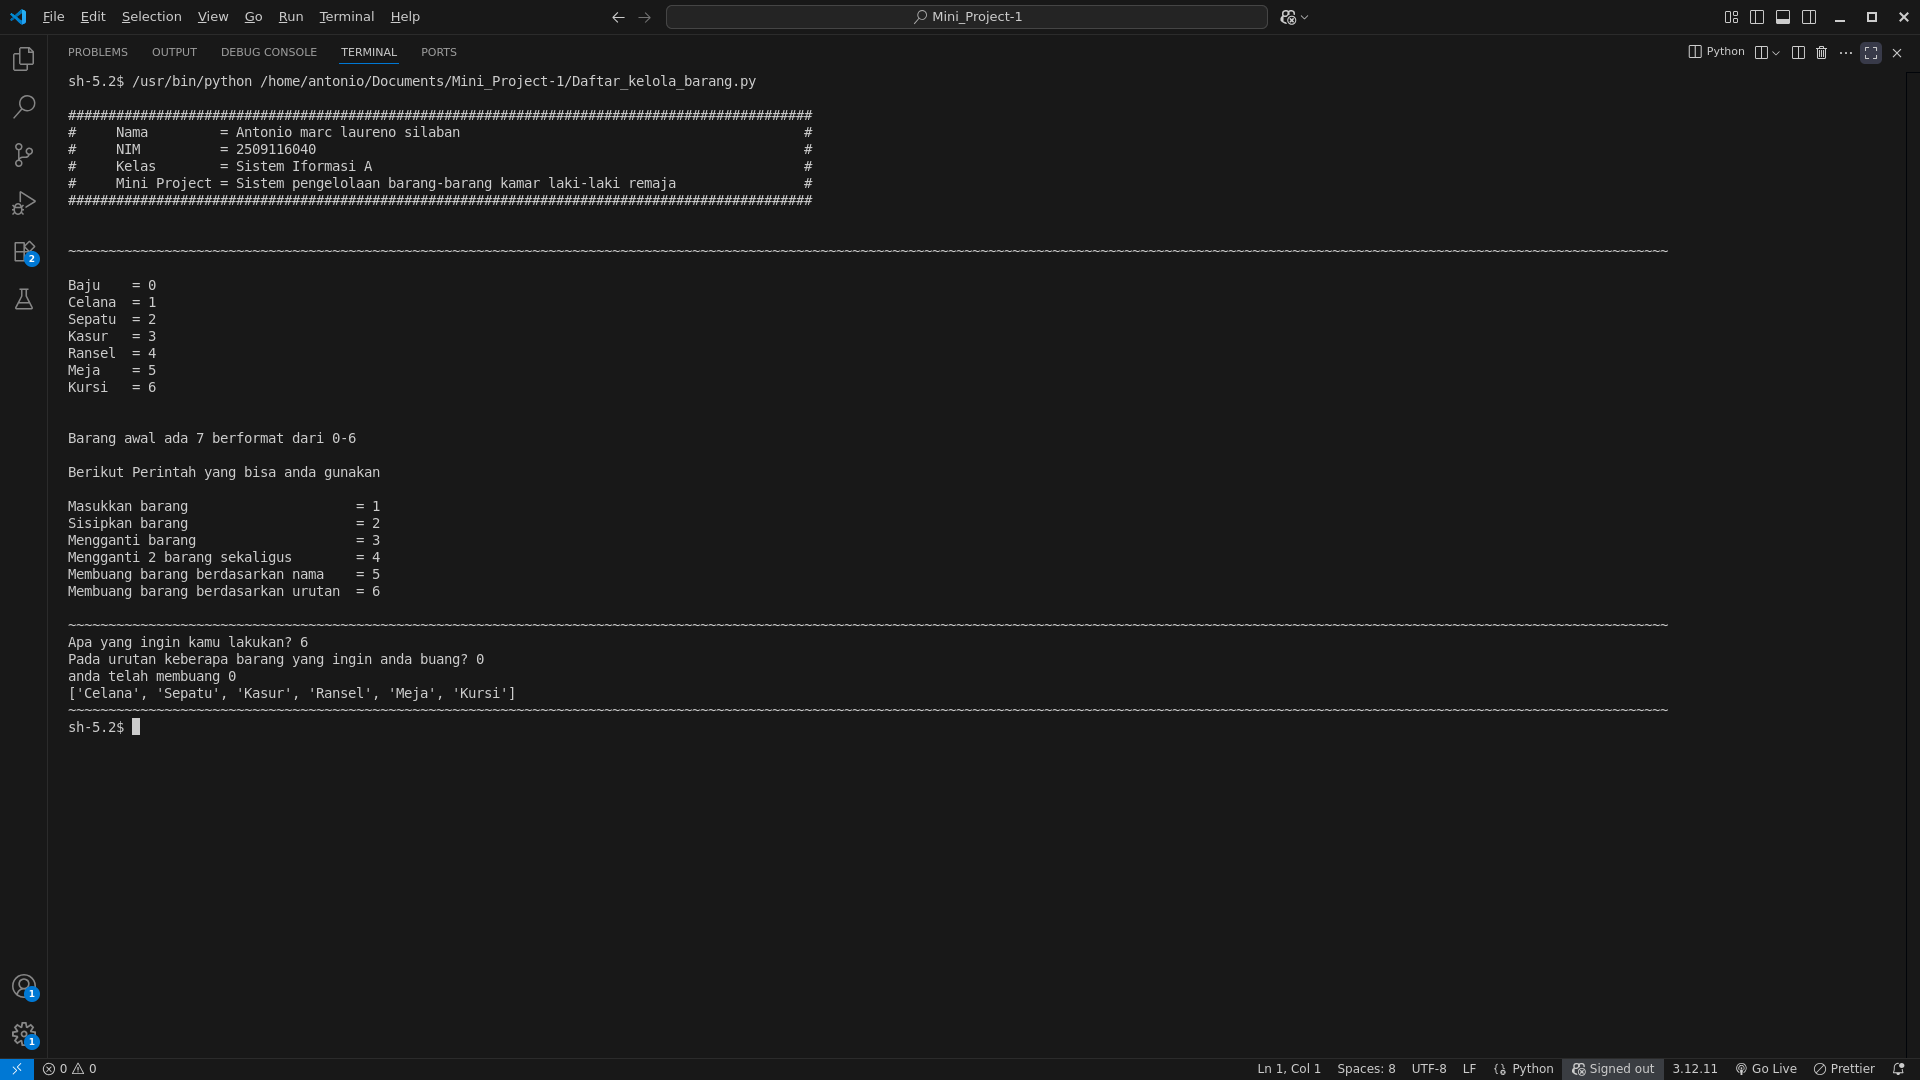 File Edit Selection View Go Run Terminal Help Mini_Project-1
PROBLEMS OUTPUT DEBUG CONSOLE TERMINAL PORTS Python
sh-5.2$ /usr/bin/python /home/antonio/Documents/Mini_Project-1/Daftar_kelola_barang.py
#############################################################################################
# Nama = Antonio marc laureno silaban #
# NIM = 2509116040 #
# Kelas = Sistem Iformasi A #
# Mini Project = Sistem pengelolaan barang-barang kamar laki-laki remaja #
#############################################################################################
~~~~~~~~~~~~~~~~~~~~~~~~~~~~~~~~~~~~~~~~~~~~~~~~~~~~~~~~~~~~~~~~~~~~~~~~~~~~~~~~~~~~~~~~~~~~~~~~~~~~~~~~~~~~~~~~~~~~~~~~~~~~~~~~~~~~~~~~~~~~~~~~~~~~~~~~~~~~~~~~~~~~~~~~~~~~~~~~~~~~~~~~~~~~~~~~~~~~
Baju = 0
Celana = 1
Sepatu = 2
Kasur = 3
Ransel = 4
Meja = 5
Kursi = 6
Barang awal ada 7 berformat dari 0-6
Berikut Perintah yang bisa anda gunakan
Masukkan barang = 1
Sisipkan barang = 2
Mengganti barang = 3
Mengganti 2 barang sekaligus = 4
Membuang barang berdasarkan nama = 5
Membuang barang berdasarkan urutan = 6
~~~~~~~~~~~~~~~~~~~~~~~~~~~~~~~~~~~~~~~~~~~~~~~~~~~~~~~~~~~~~~~~~~~~~~~~~~~~~~~~~~~~~~~~~~~~~~~~~~~~~~~~~~~~~~~~~~~~~~~~~~~~~~~~~~~~~~~~~~~~~~~~~~~~~~~~~~~~~~~~~~~~~~~~~~~~~~~~~~~~~~~~~~~~~~~~~~~~
Apa yang ingin kamu lakukan? 6
Pada urutan keberapa barang yang ingin anda buang? 0
anda telah membuang 0
['Celana', 'Sepatu', 'Kasur', 'Ransel', 'Meja', 'Kursi']
~~~~~~~~~~~~~~~~~~~~~~~~~~~~~~~~~~~~~~~~~~~~~~~~~~~~~~~~~~~~~~~~~~~~~~~~~~~~~~~~~~~~~~~~~~~~~~~~~~~~~~~~~~~~~~~~~~~~~~~~~~~~~~~~~~~~~~~~~~~~~~~~~~~~~~~~~~~~~~~~~~~~~~~~~~~~~~~~~~~~~~~~~~~~~~~~~~~~
sh-5.2$
2
1
1
0 0 Ln 1, Col 1 Spaces: 8 UTF-8 LF Python Signed out 3.12.11 Go Live Prettier